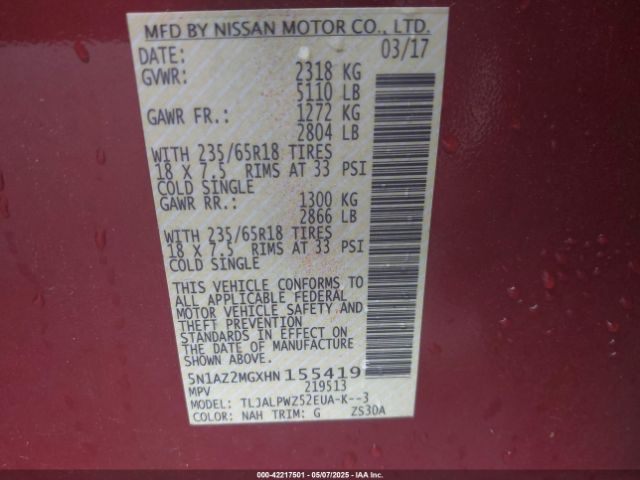 MFD BY NISSAN MOTOR CO., LTD.
DATE: 03/17
GVWR: 2318 KG
5110 LB
GAWR FR.: 1272 KG
2804 LB
WITH 235/65R18 TIRES
18 X 7.5 RIMS AT 33 PSI
COLD SINGLE
GAWR RR.: 1300 KG
2866 LB
WITH 235/65R18 TIRES
18 X 7.5 RIMS AT 33 PSI
COLD SINGLE
THIS VEHICLE CONFORMS TO
ALL APPLICABLE FEDERAL
MOTOR VEHICLE SAFETY AND
THEFT PREVENTION
STANDARDS IN EFFECT ON
THE DATE OF MANUFACTURE
SHOWN ABOVE.
5N1AZ2MGXHN155419
MPV 219513
MODEL: TLJALPWZ52EUA-K--3
COLOR: NAH TRIM: G ZS30A
000-42217501 - 05/07/2025 - IAAI.COM